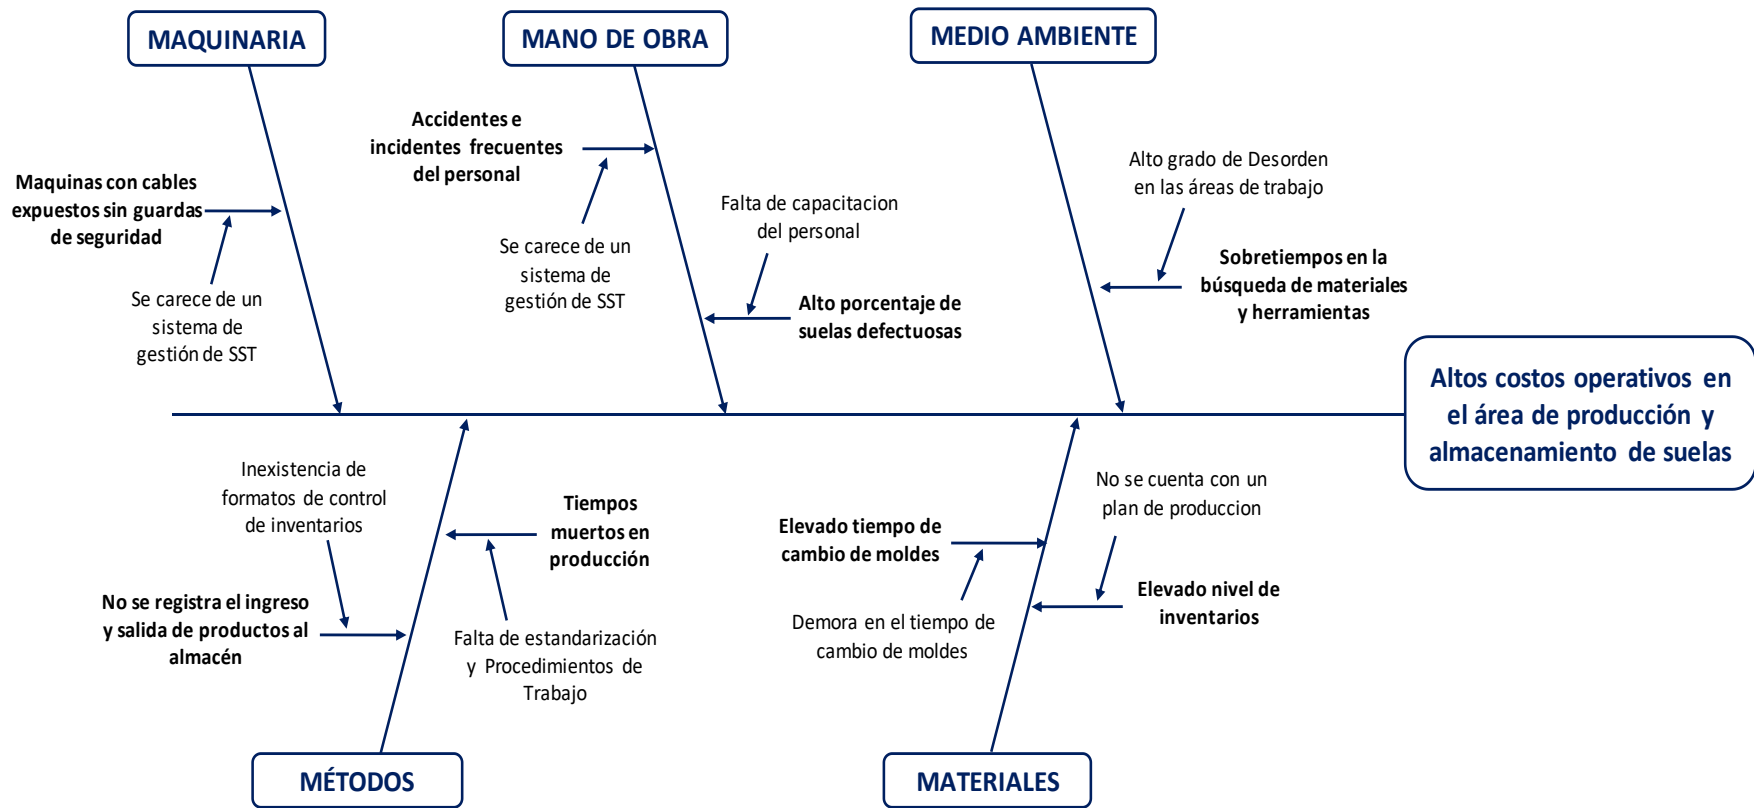 MAQUINARIA
MANO DE OBRA
MEDIO AMBIENTE
Maquinas con cables
expuestos sin guardas
de seguridad
Se carece de un
sistema de
gestión de SST
Accidentes e
incidentes frecuentes
del personal
Se carece de un
sistema de
gestión de SST
Falta de capacitacion
del personal
Alto porcentaje de
suelas defectuosas
Alto grado de Desorden
en las áreas de trabajo
Sobretiempos en la
búsqueda de materiales
y herramientas
Altos costos operativos en
el área de producción y
almacenamiento de suelas
Inexistencia de
formatos de control
de inventarios
No se registra el ingreso
y salida de productos al
almacén
Tiempos
muertos en
producción
Falta de estandarización
y Procedimientos de
Trabajo
Elevado tiempo de
cambio de moldes
Demora en el tiempo de
cambio de moldes
No se cuenta con un
plan de produccion
Elevado nivel de
inventarios
MÉTODOS
MATERIALES